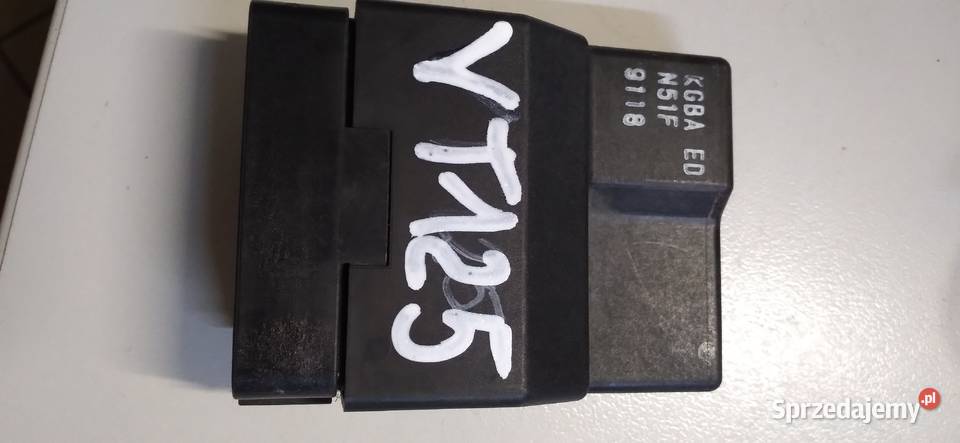 VT125
KGBA ED
N51F
9118
Sprzedajemy.pl